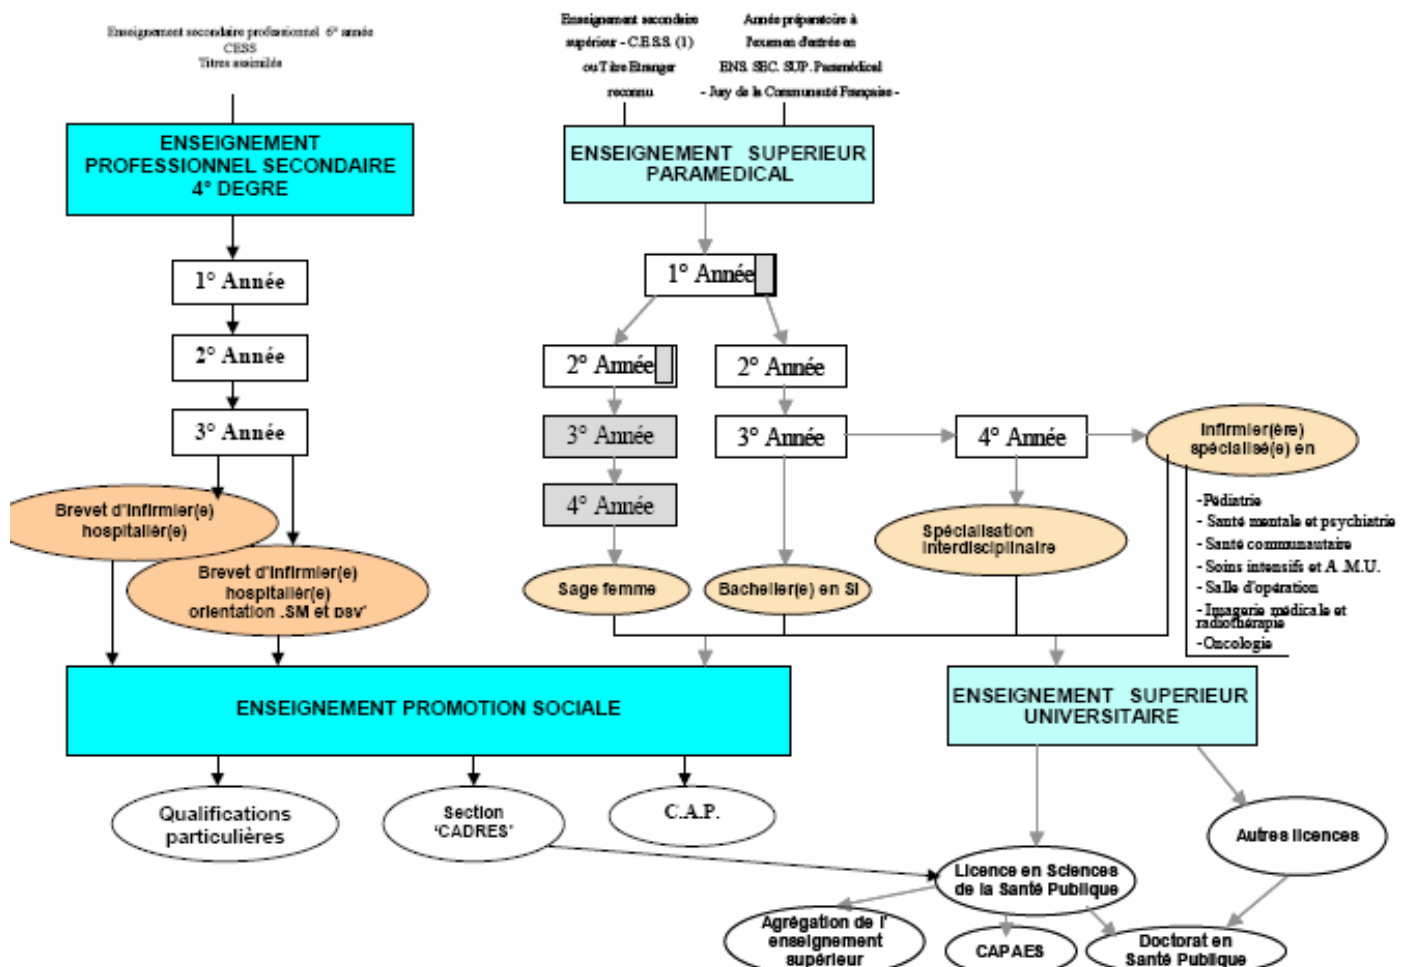 Enseignement secondaire professionnel 6° année
CESS
Titres assimilés
ENSEIGNEMENT
PROFESSIONNEL SECONDAIRE
4° DEGRE
1° Année
2° Année
3° Année
Brevet d'infirmier(e)
hospitalier(e)
Brevet d'infirmier(e)
hospitalier(e)
orientation .SM et psy'
Enseignement secondaire
supérieur - C.E.S.S. (1)
ou Titre Etranger
reconnu
Année préparatoire à
l'examen d'entrée en
ENS. SEC. SUP. Paramédical
- Jury de la Communauté Française -
ENSEIGNEMENT SUPERIEUR
PARAMEDICAL
1° Année
2° Année
3° Année
4° Année
Sage femme
2° Année
3° Année
Bachelier(e) en SI
4° Année
Spécialisation
interdisciplinaire
Infirmier(ère)
spécialisé(e) en
-Pédiatrie
- Santé mentale et psychiatrie
- Santé communautaire
- Soins intensifs et A .M.U.
- Salle d'opération
- Imagerie médicale et
radiothérapie
- Oncologie
ENSEIGNEMENT PROMOTION SOCIALE
Qualifications
particulières
Section
'CADRES'
C.A.P.
ENSEIGNEMENT SUPERIEUR
UNIVERSITAIRE
Autres licences
Licence en Sciences
de la Santé Publique
Agrégation de l'
enseignement
supérieur
CAPAES
Doctorat en
Santé Publique